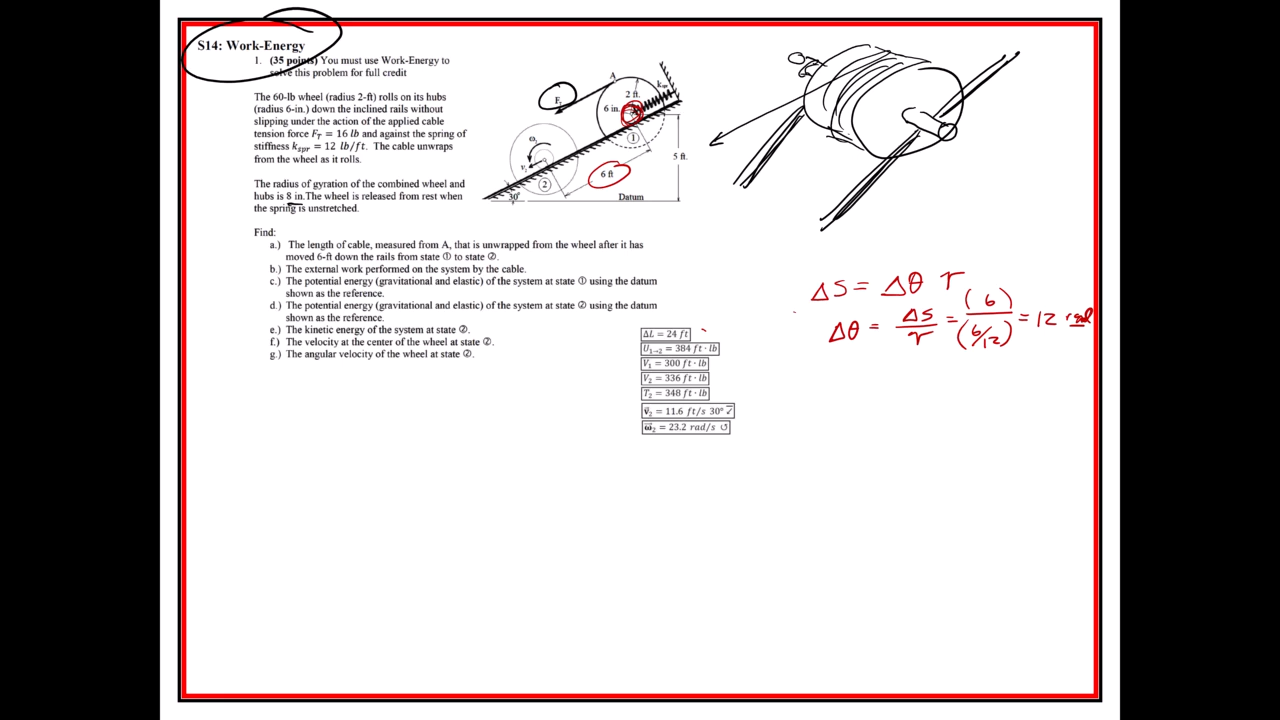 S14: Work-Energy
1. (35 points) You must use Work-Energy to
solve this problem for full credit
The 60-lb wheel (radius 2-ft) rolls on its hubs
(radius 6-in.) down the inclined rails without
slipping under the action of the applied cable
tension force F_T = 16 lb and against the spring of
stiffness k_spr = 12 lb/ft. The cable unwraps
from the wheel as it rolls.
The radius of gyration of the combined wheel and
hubs is 8 in.The wheel is released from rest when
the spring is unstretched.
A
k_spr
F_T
2 ft.
6 in.
①
ω₂
v₂
5 ft.
6 ft
②
30°
Datum
Find:
a.) The length of cable, measured from A, that is unwrapped from the wheel after it has
moved 6-ft down the rails from state ① to state ②.
b.) The external work performed on the system by the cable.
c.) The potential energy (gravitational and elastic) of the system at state ① using the datum
shown as the reference.
d.) The potential energy (gravitational and elastic) of the system at state ② using the datum
shown as the reference.
e.) The kinetic energy of the system at state ②.
f.) The velocity at the center of the wheel at state ②.
g.) The angular velocity of the wheel at state ②.
ΔL = 24 ft
U₁→₂ = 384 ft · lb
V₁ = 300 ft · lb
V₂ = 336 ft · lb
T₂ = 348 ft · lb
v⃗₂ = 11.6 ft/s 30° ↙
ω⃗₂ = 23.2 rad/s ↺
ΔS = Δθ r
Δθ = ΔS/r = (6)/(6/12) = 12 rad